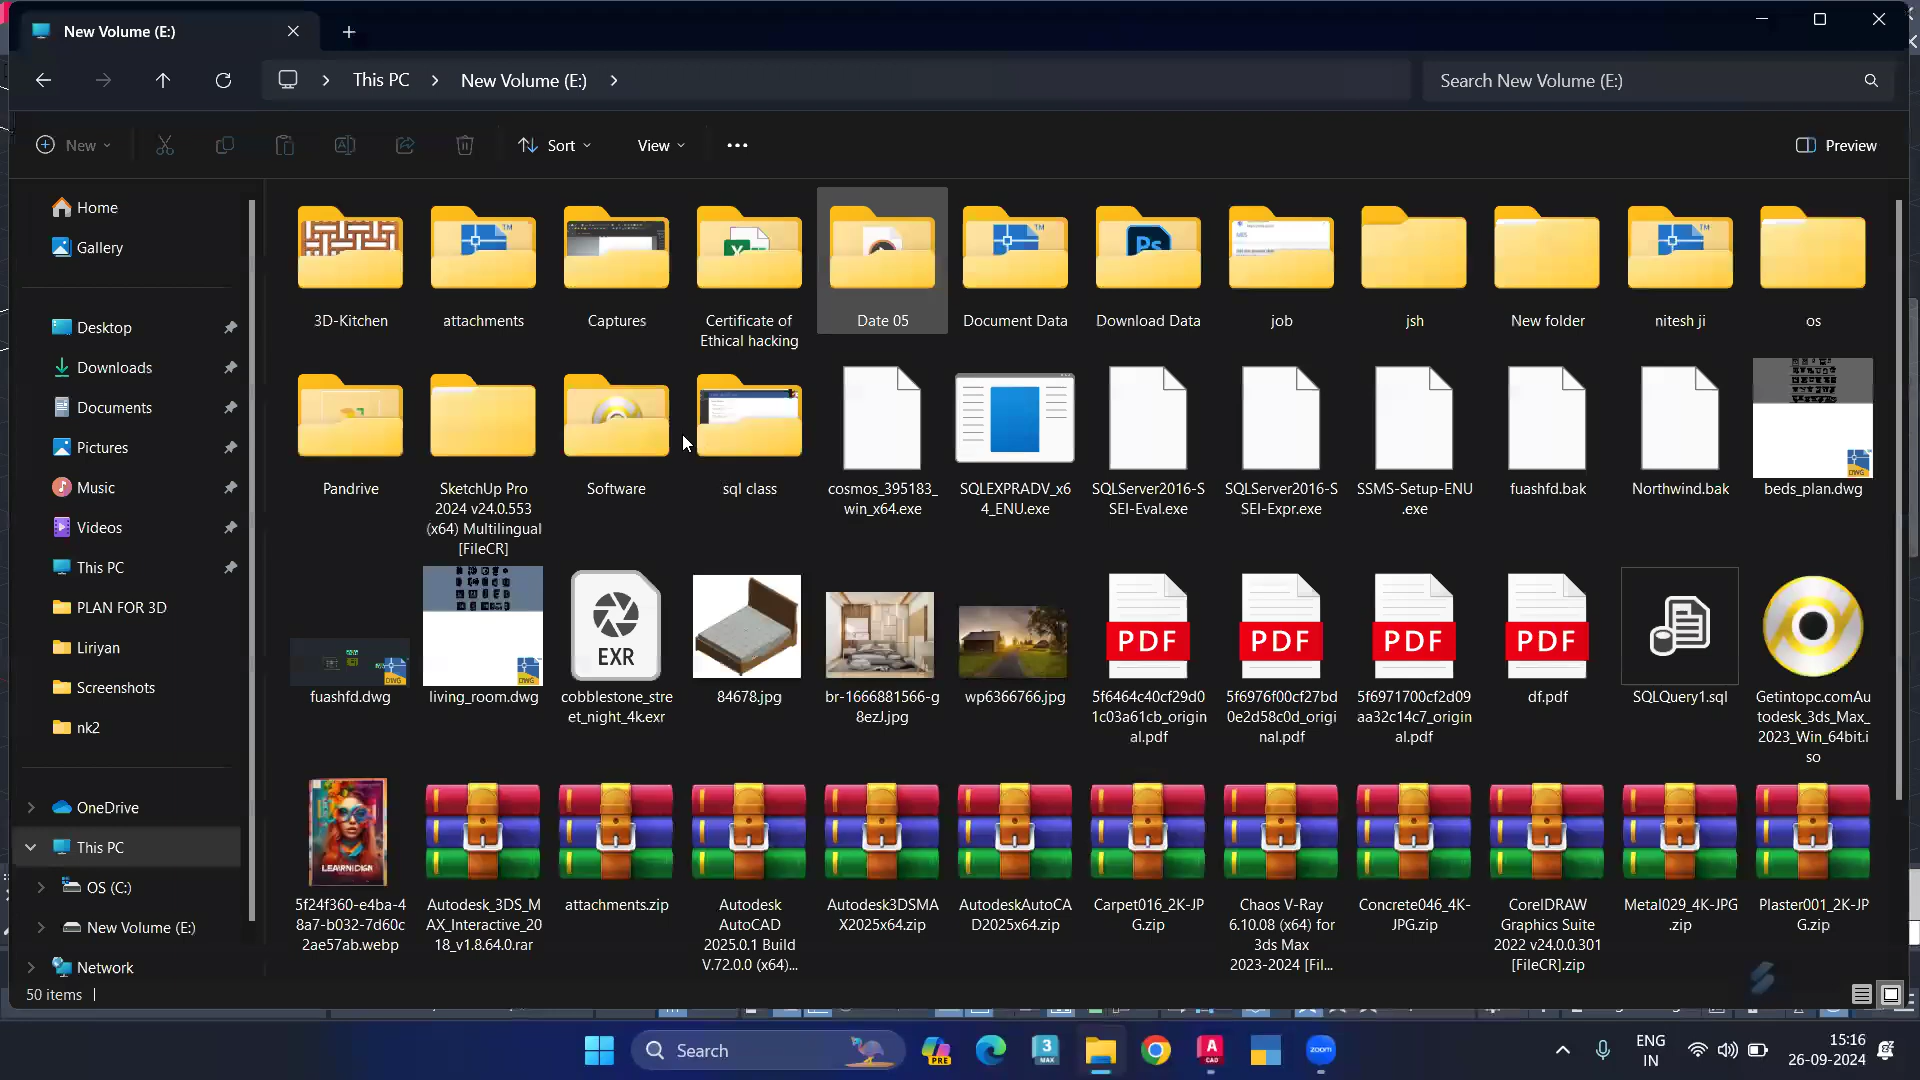 New Volume (E:)
This PC
New Volume (E:)
Search New Volume (E:)
New
Sort
View
Preview
Home
Gallery
Desktop
Downloads
Documents
Pictures
Music
Videos
This PC
PLAN FOR 3D
Liriyan
Screenshots
nk2
OneDrive
This PC
OS (C:)
New Volume (E:)
Network
50 items
3D-Kitchen
attachments
Captures
Certificate of
Ethical hacking
Date 05
Document Data
Download Data
job
jsh
New folder
nitesh ji
os
Pandrive
SketchUp Pro
2024 v24.0.553
(x64) Multilingual
[FileCR]
Software
sql class
cosmos_395183_
win_x64.exe
SQLEXPRADV_x6
4_ENU.exe
SQLServer2016-S
SEI-Eval.exe
SQLServer2016-S
SEI-Expr.exe
SSMS-Setup-ENU
.exe
fuashfd.bak
Northwind.bak
beds_plan.dwg
fuashfd.dwg
living_room.dwg
EXR
cobblestone_stre
et_night_4k.exr
84678.jpg
br-1666881566-g
8ezJ.jpg
wp6366766.jpg
PDF
5f6464c40cf29d0
1c03a61cb_origin
al.pdf
PDF
5f6976f00cf27bd
0e2d58c0d_origi
nal.pdf
PDF
5f6971700cf2d09
aa32c14c7_origin
al.pdf
PDF
df.pdf
SQLQuery1.sql
Getintopc.comAu
todesk_3ds_Max_
2023_Win_64bit.i
so
5f24f360-e4ba-4
8a7-b032-7d60c
2ae57ab.webp
Autodesk_3DS_M
AX_Interactive_20
18_v1.8.64.0.rar
attachments.zip
Autodesk
AutoCAD
2025.0.1 Build
V.72.0.0 (x64)...
Autodesk3DSMA
X2025x64.zip
AutodeskAutoCA
D2025x64.zip
Carpet016_2K-JP
G.zip
Chaos V-Ray
6.10.08 (x64) for
3ds Max
2023-2024 [Fil...
Concrete046_4K-
JPG.zip
CorelDRAW
Graphics Suite
2022 v24.0.0.301
[FileCR].zip
Metal029_4K-JPG
.zip
Plaster001_2K-JP
G.zip
Search
PRE
3
MAX
A
CAD
zoom
ENG
IN
15:16
26-09-2024